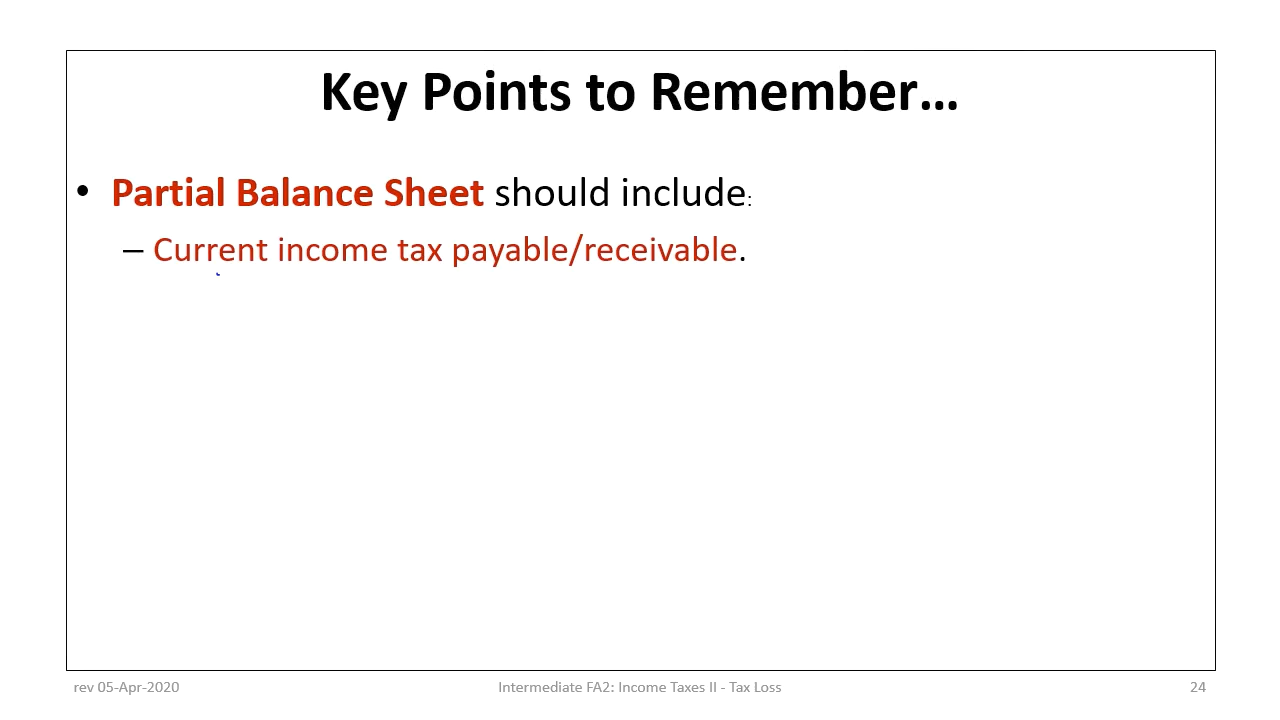 Key Points to Remember...
• Partial Balance Sheet should include:
– Current income tax payable/receivable.
rev 05-Apr-2020
Intermediate FA2: Income Taxes II - Tax Loss
24